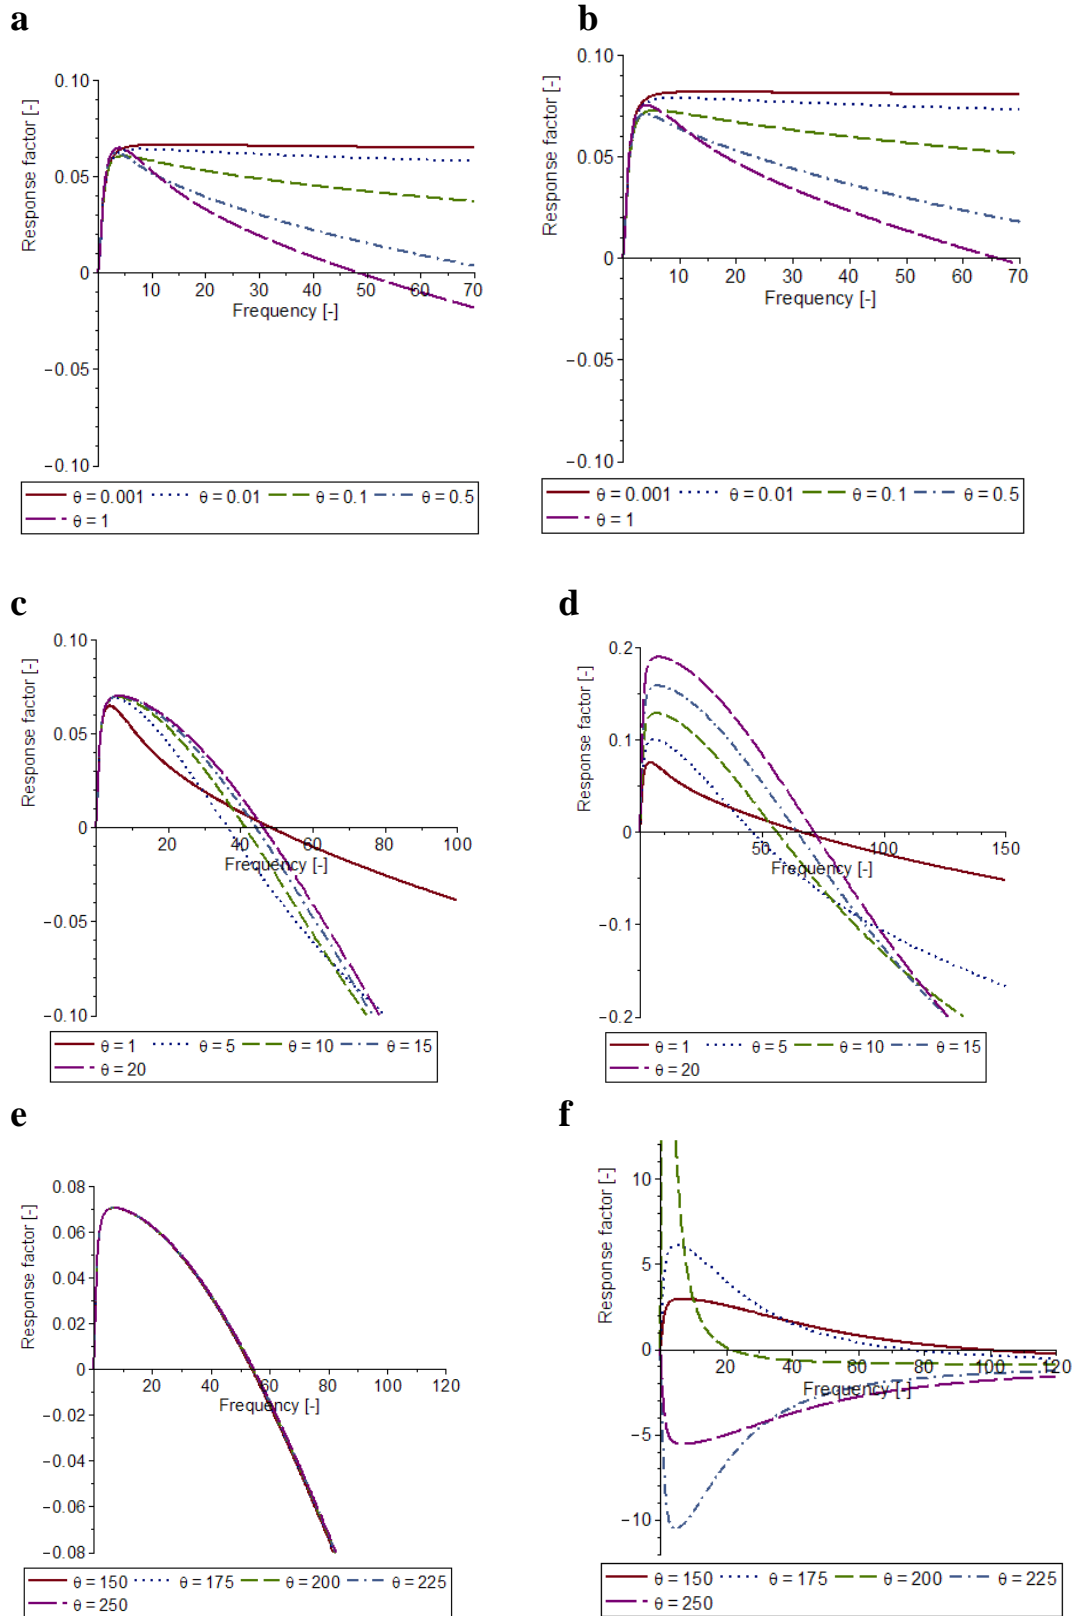 a
b
Response factor [-]
0.10
0.05
0
−0.05
−0.10
10 20 30 40 50 60 70
Frequency [-]
θ = 0.001 θ = 0.01 θ = 0.1 θ = 0.5
θ = 1
Response factor [-]
0.10
0.05
0
−0.05
−0.10
10 20 30 40 50 60 70
Frequency [-]
θ = 0.001 θ = 0.01 θ = 0.1 θ = 0.5
θ = 1
c
d
Response factor [-]
0.10
0.05
0
−0.05
−0.10
20 40 60 80 100
Frequency [-]
θ = 1 θ = 5 θ = 10 θ = 15
θ = 20
Response factor [-]
0.2
0.1
0
−0.1
−0.2
50 100 150
Frequency [-]
θ = 1 θ = 5 θ = 10 θ = 15
θ = 20
e
f
Response factor [-]
0.08
0.06
0.04
0.02
0
−0.02
−0.04
−0.06
−0.08
20 40 60 80 100 120
Frequency [-]
θ = 150 θ = 175 θ = 200 θ = 225
θ = 250
Response factor [-]
10
5
0
−5
−10
20 40 60 80 100 120
Frequency [-]
θ = 150 θ = 175 θ = 200 θ = 225
θ = 250